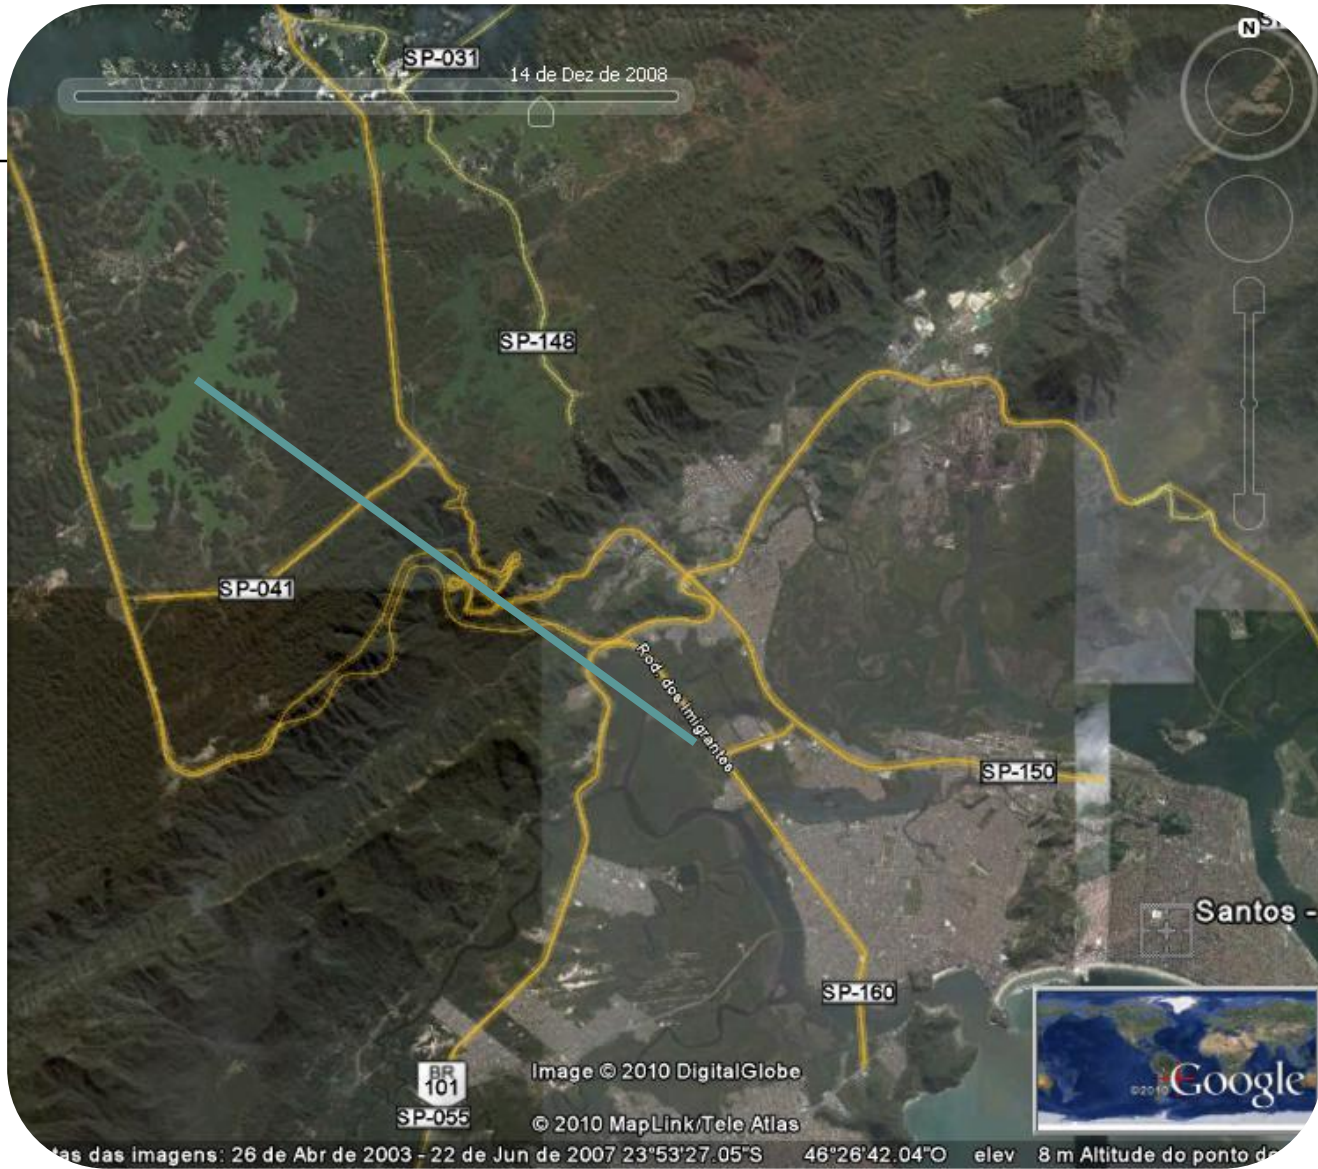 N
SP-031
14 de Dez de 2008
SP-148
SP-041
Rod. dos Imigrantes
SP-150
Santos -
SP-160
BR
101
SP-055
Image © 2010 DigitalGlobe
© 2010 MapLink/Tele Atlas
©2010 Google
tas das imagens: 26 de Abr de 2003 - 22 de Jun de 2007 23°53'27.05"S 46°26'42.04"O elev 8 m Altitude do ponto de